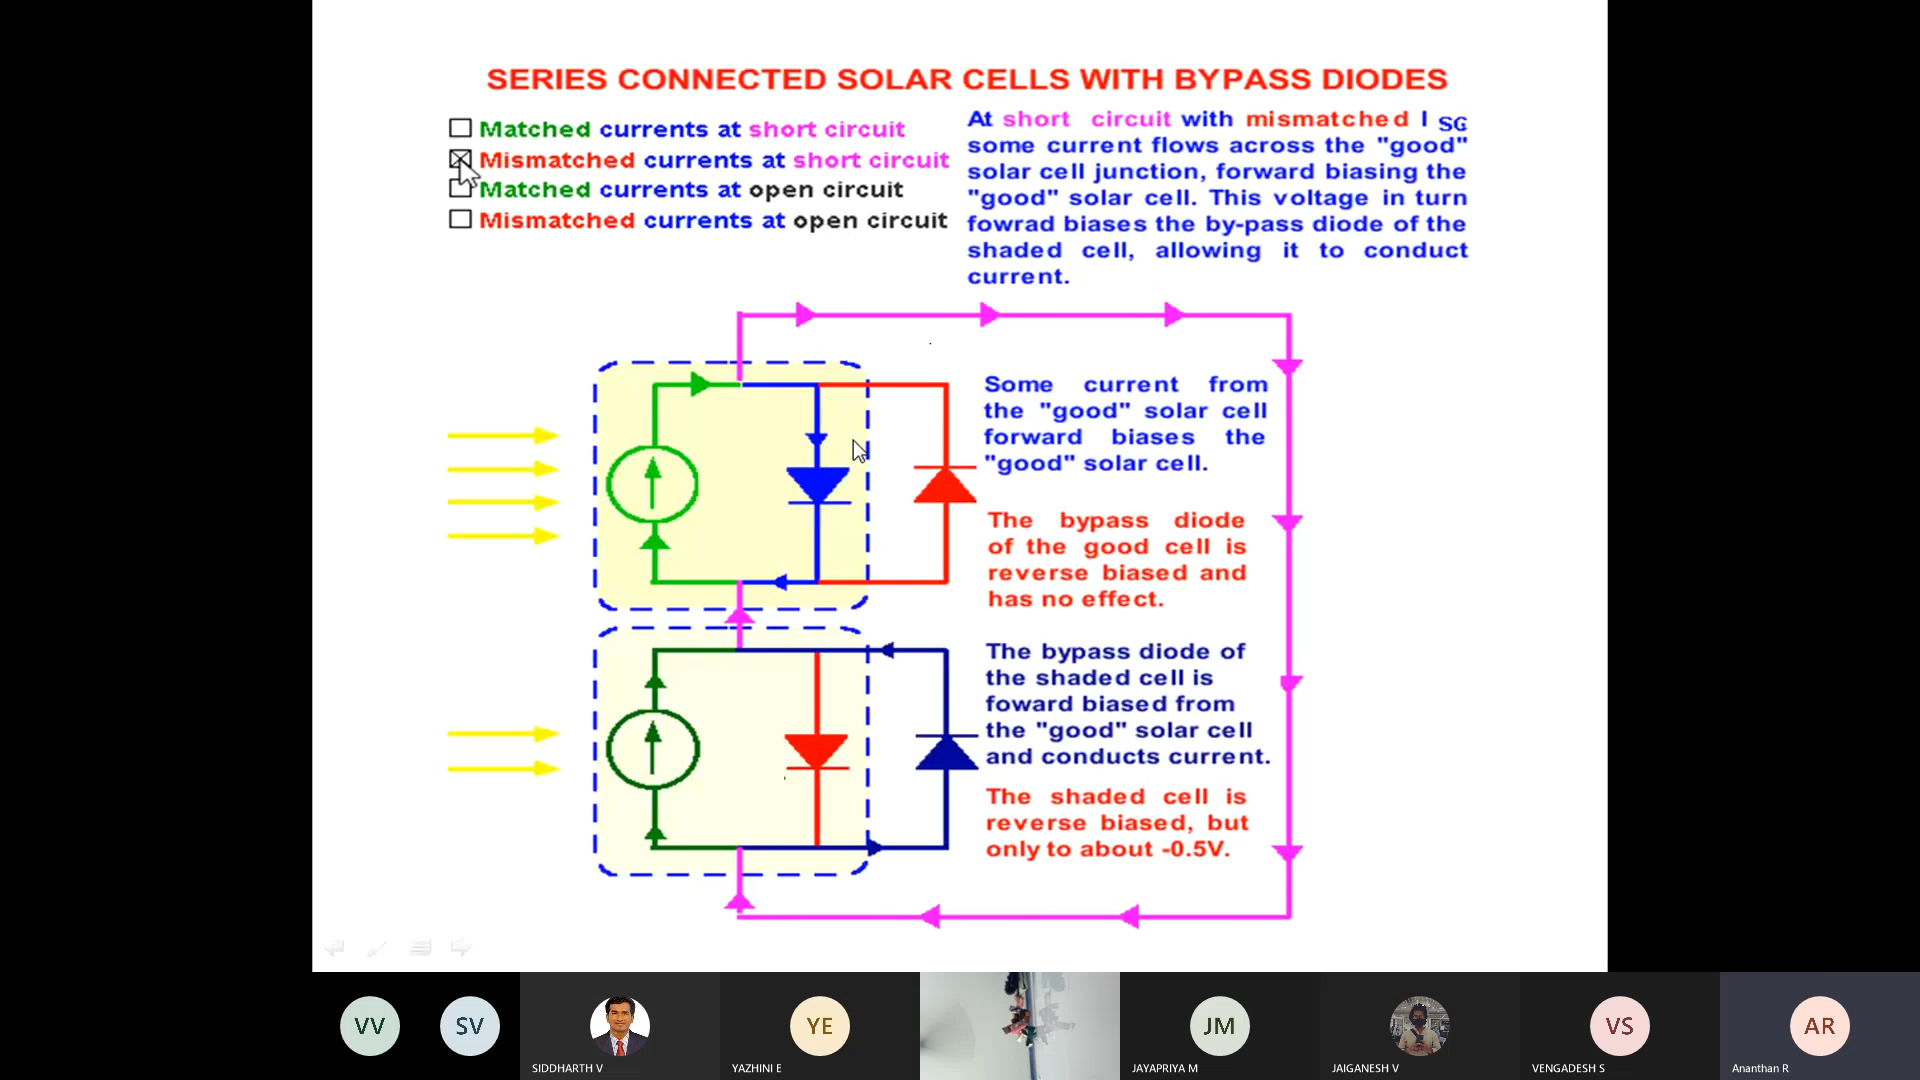 SERIES CONNECTED SOLAR CELLS WITH BYPASS DIODES
Matched currents at short circuit
Mismatched currents at short circuit
Matched currents at open circuit
Mismatched currents at open circuit
At short circuit with mismatched I SC
some current flows across the "good"
solar cell junction, forward biasing the
"good" solar cell. This voltage in turn
fowrad biases the by-pass diode of the
shaded cell, allowing it to conduct
current.
Some current from
the "good" solar cell
forward biases the
"good" solar cell.
The bypass diode
of the good cell is
reverse biased and
has no effect.
The bypass diode of
the shaded cell is
foward biased from
the "good" solar cell
and conducts current.
The shaded cell is
reverse biased, but
only to about -0.5V.
VV
SV
SIDDHARTH V
YE
YAZHINI E
JM
JAYAPRIYA M
JAIGANESH V
VS
VENGADESH S
AR
Ananthan R